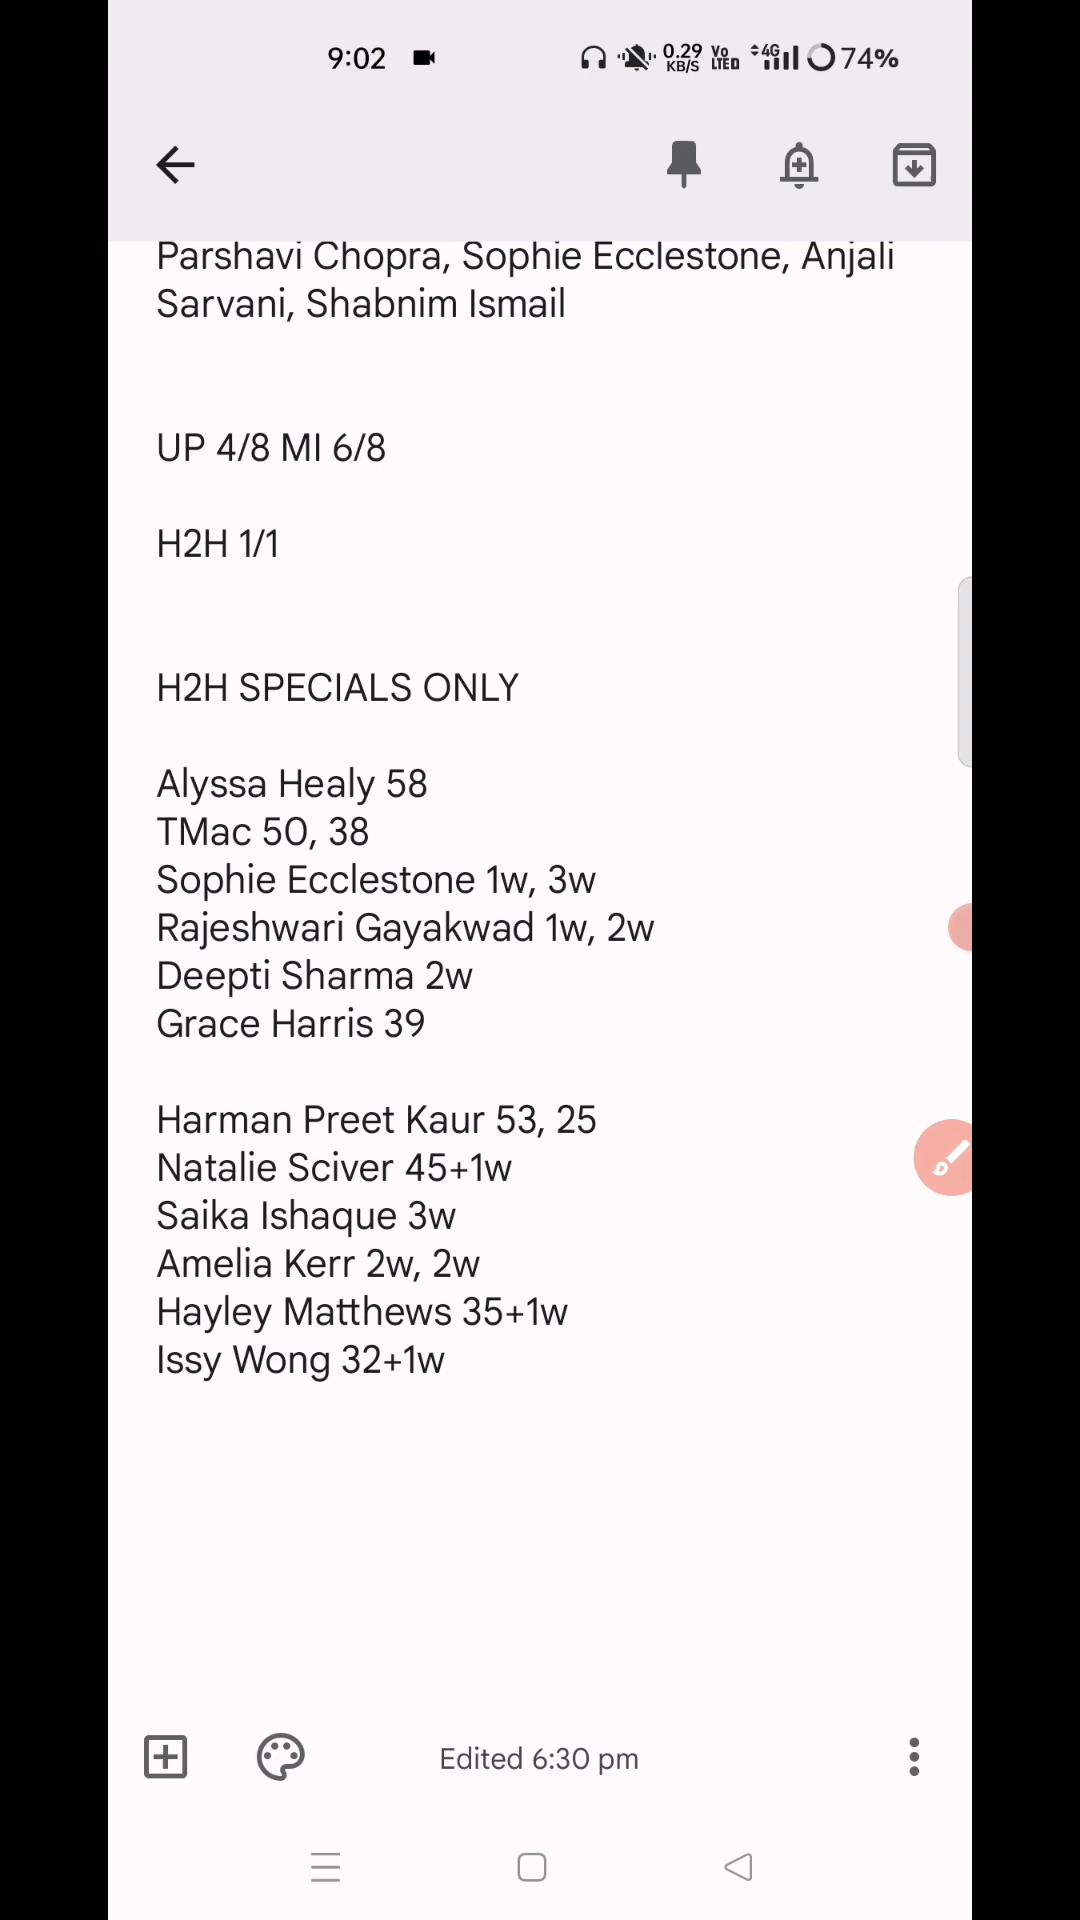 9:02 0.29 KB/S Vo LTED 4G 74%
Parshavi Chopra, Sophie Ecclestone, Anjali
Sarvani, Shabnim Ismail
UP 4/8 MI 6/8
H2H 1/1
H2H SPECIALS ONLY
Alyssa Healy 58
TMac 50, 38
Sophie Ecclestone 1w, 3w
Rajeshwari Gayakwad 1w, 2w
Deepti Sharma 2w
Grace Harris 39
Harman Preet Kaur 53, 25
Natalie Sciver 45+1w
Saika Ishaque 3w
Amelia Kerr 2w, 2w
Hayley Matthews 35+1w
Issy Wong 32+1w
Edited 6:30 pm